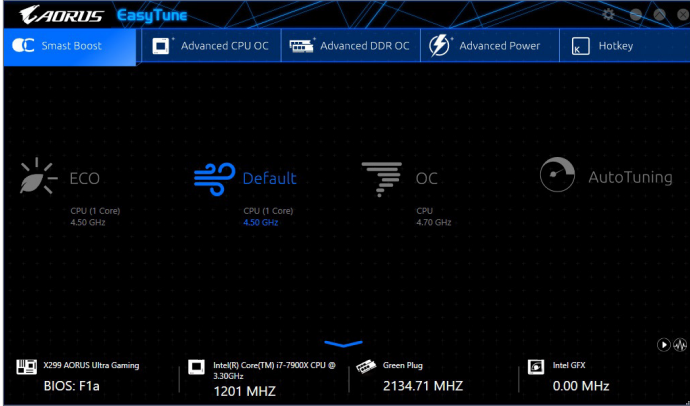 AORUS EasyTune
Smast Boost
Advanced CPU OC
Advanced DDR OC
Advanced Power
K
Hotkey
ECO
CPU (1 Core)
4.50 GHz
Default
CPU (1 Core)
4.50 GHz
OC
CPU
4.70 GHz
AutoTuning
X299 AORUS Ultra Gaming
BIOS: F1a
Intel(R) Core(TM) i7-7900X CPU @
3.30GHz
1201 MHZ
Green Plug
2134.71 MHZ
Intel GFX
0.00 MHz